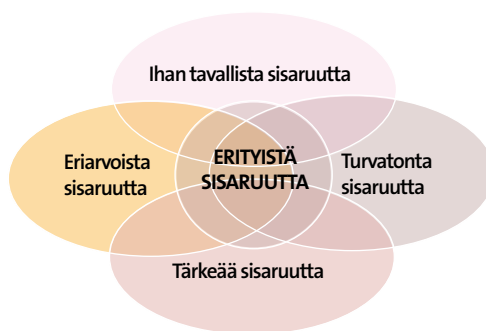 Ihan tavallista sisaruutta
Eriarvoista
sisaruutta
ERITYISTÄ
SISARUUTTA
Turvatonta
sisaruutta
Tärkeää sisaruutta